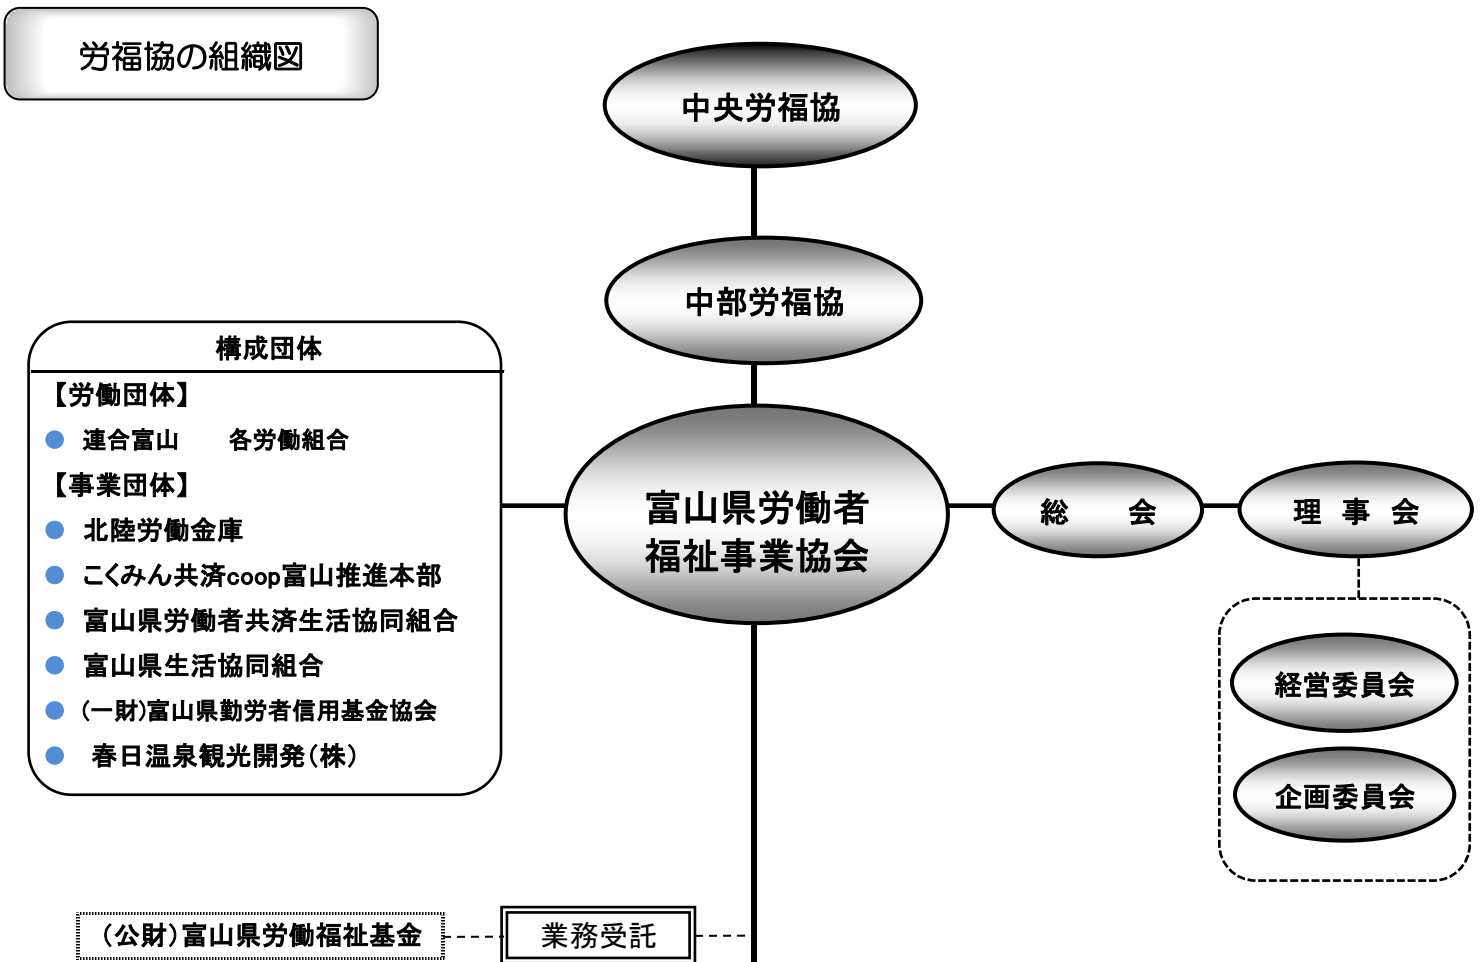 労福協の組織図
中央労福協
中部労福協
構成団体
【労働団体】
連合富山　　各労働組合
【事業団体】
北陸労働金庫
こくみん共済coop富山推進本部
富山県労働者共済生活協同組合
富山県生活協同組合
(一財)富山県勤労者信用基金協会
春日温泉観光開発(株)
富山県労働者
福祉事業協会
総　　会
理　事　会
経営委員会
企画委員会
(公財)富山県労働福祉基金
業務受託